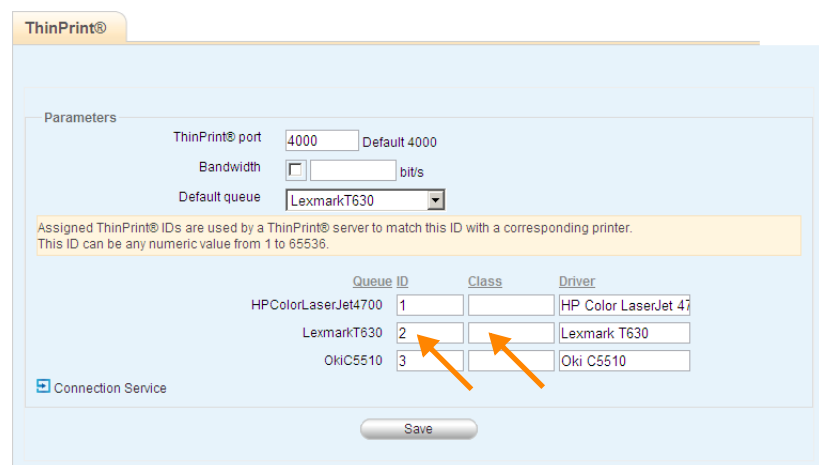 ThinPrint®
Parameters
ThinPrint® port 4000 Default 4000
Bandwidth bit/s
Default queue LexmarkT630
Assigned ThinPrint® IDs are used by a ThinPrint® server to match this ID with a corresponding printer.
This ID can be any numeric value from 1 to 65536.
Queue ID Class Driver
HPColorLaserJet4700 1 HP Color LaserJet 47
LexmarkT630 2 Lexmark T630
OkiC5510 3 Oki C5510
Connection Service
Save